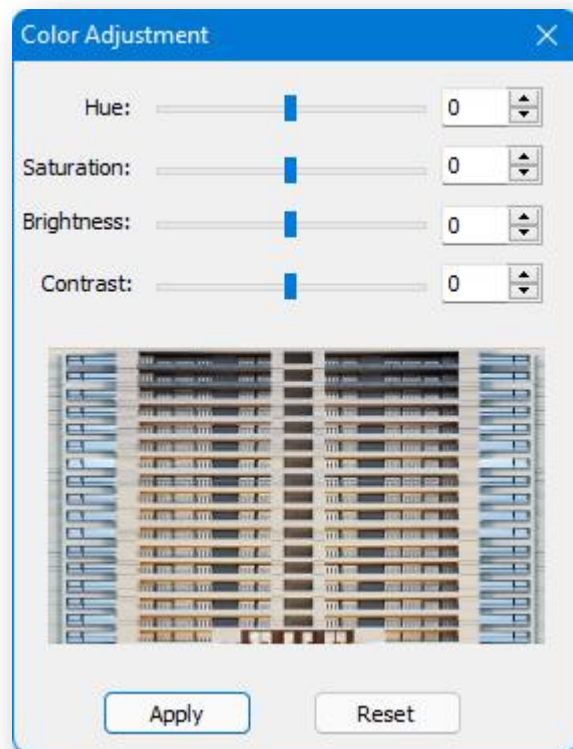 Color Adjustment
Hue: 0
Saturation: 0
Brightness: 0
Contrast: 0
Apply Reset